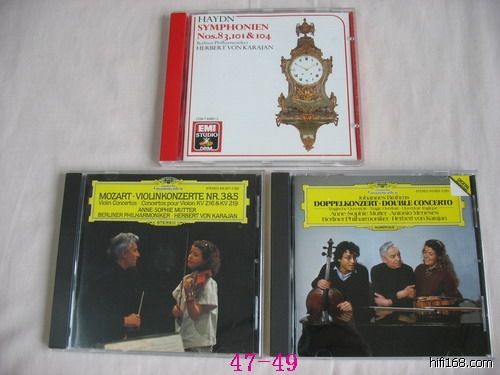 HAYDN
SYMPHONIEN
Nos.83,101 & 104
Berliner Philharmoniker
HERBERT VON KARAJAN
EMI
STUDIO
DRM
MOZART · VIOLINKONZERTE NR. 3 & 5
Violin Concertos · Concertos pour Violon KV 216 & KV 219
ANNE-SOPHIE MUTTER
BERLINER PHILHARMONIKER · HERBERT VON KARAJAN
STEREO
Johannes Brahms
DOPPELKONZERT · DOUBLE CONCERTO
Anne-Sophie Mutter · Antonio Meneses
Berliner Philharmoniker · Herbert von Karajan
47-49
hifi168.com